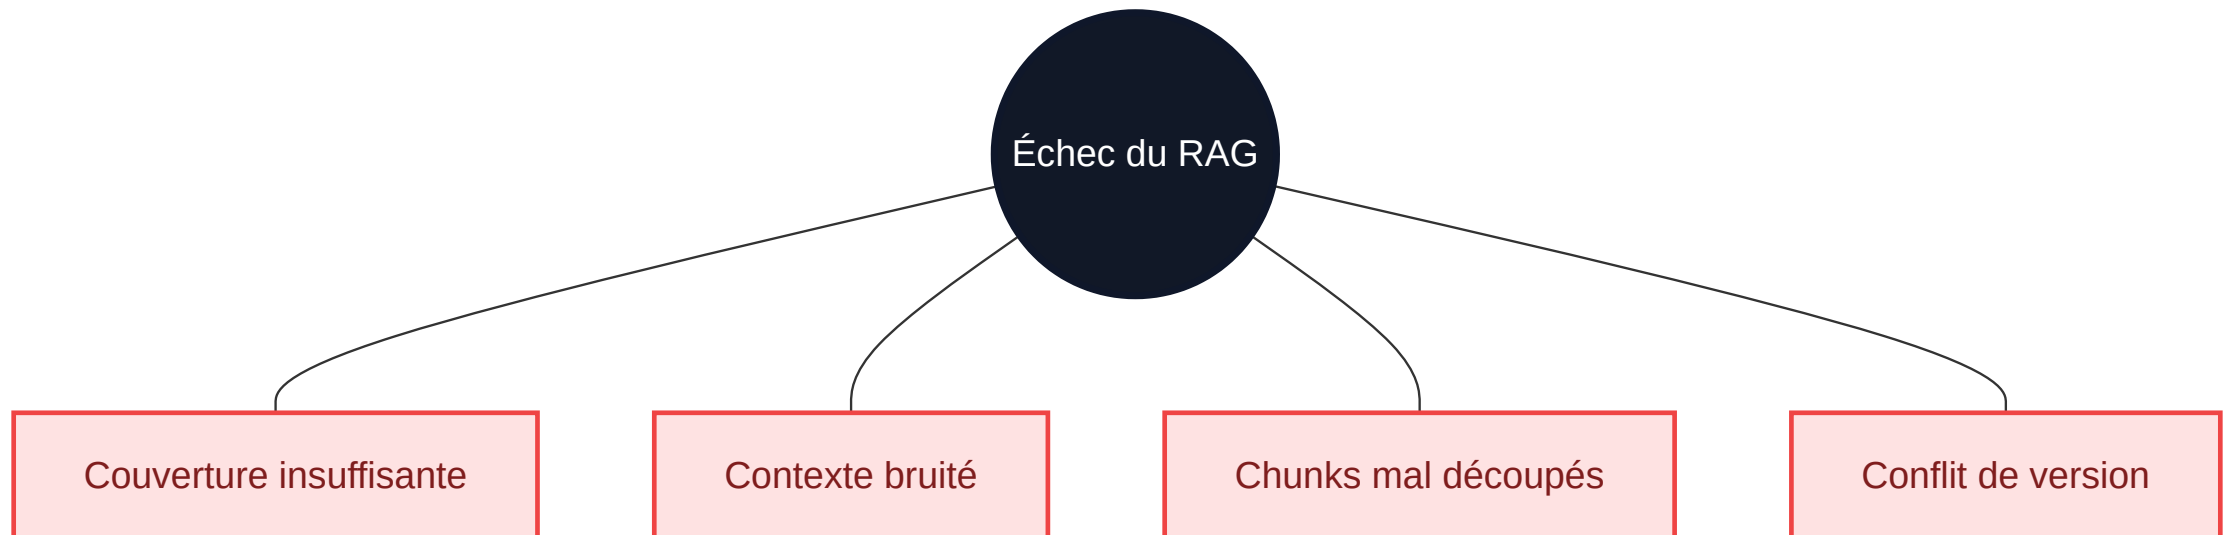 Échec du RAG
Couverture insuffisante
Contexte bruité
Chunks mal découpés
Conflit de version